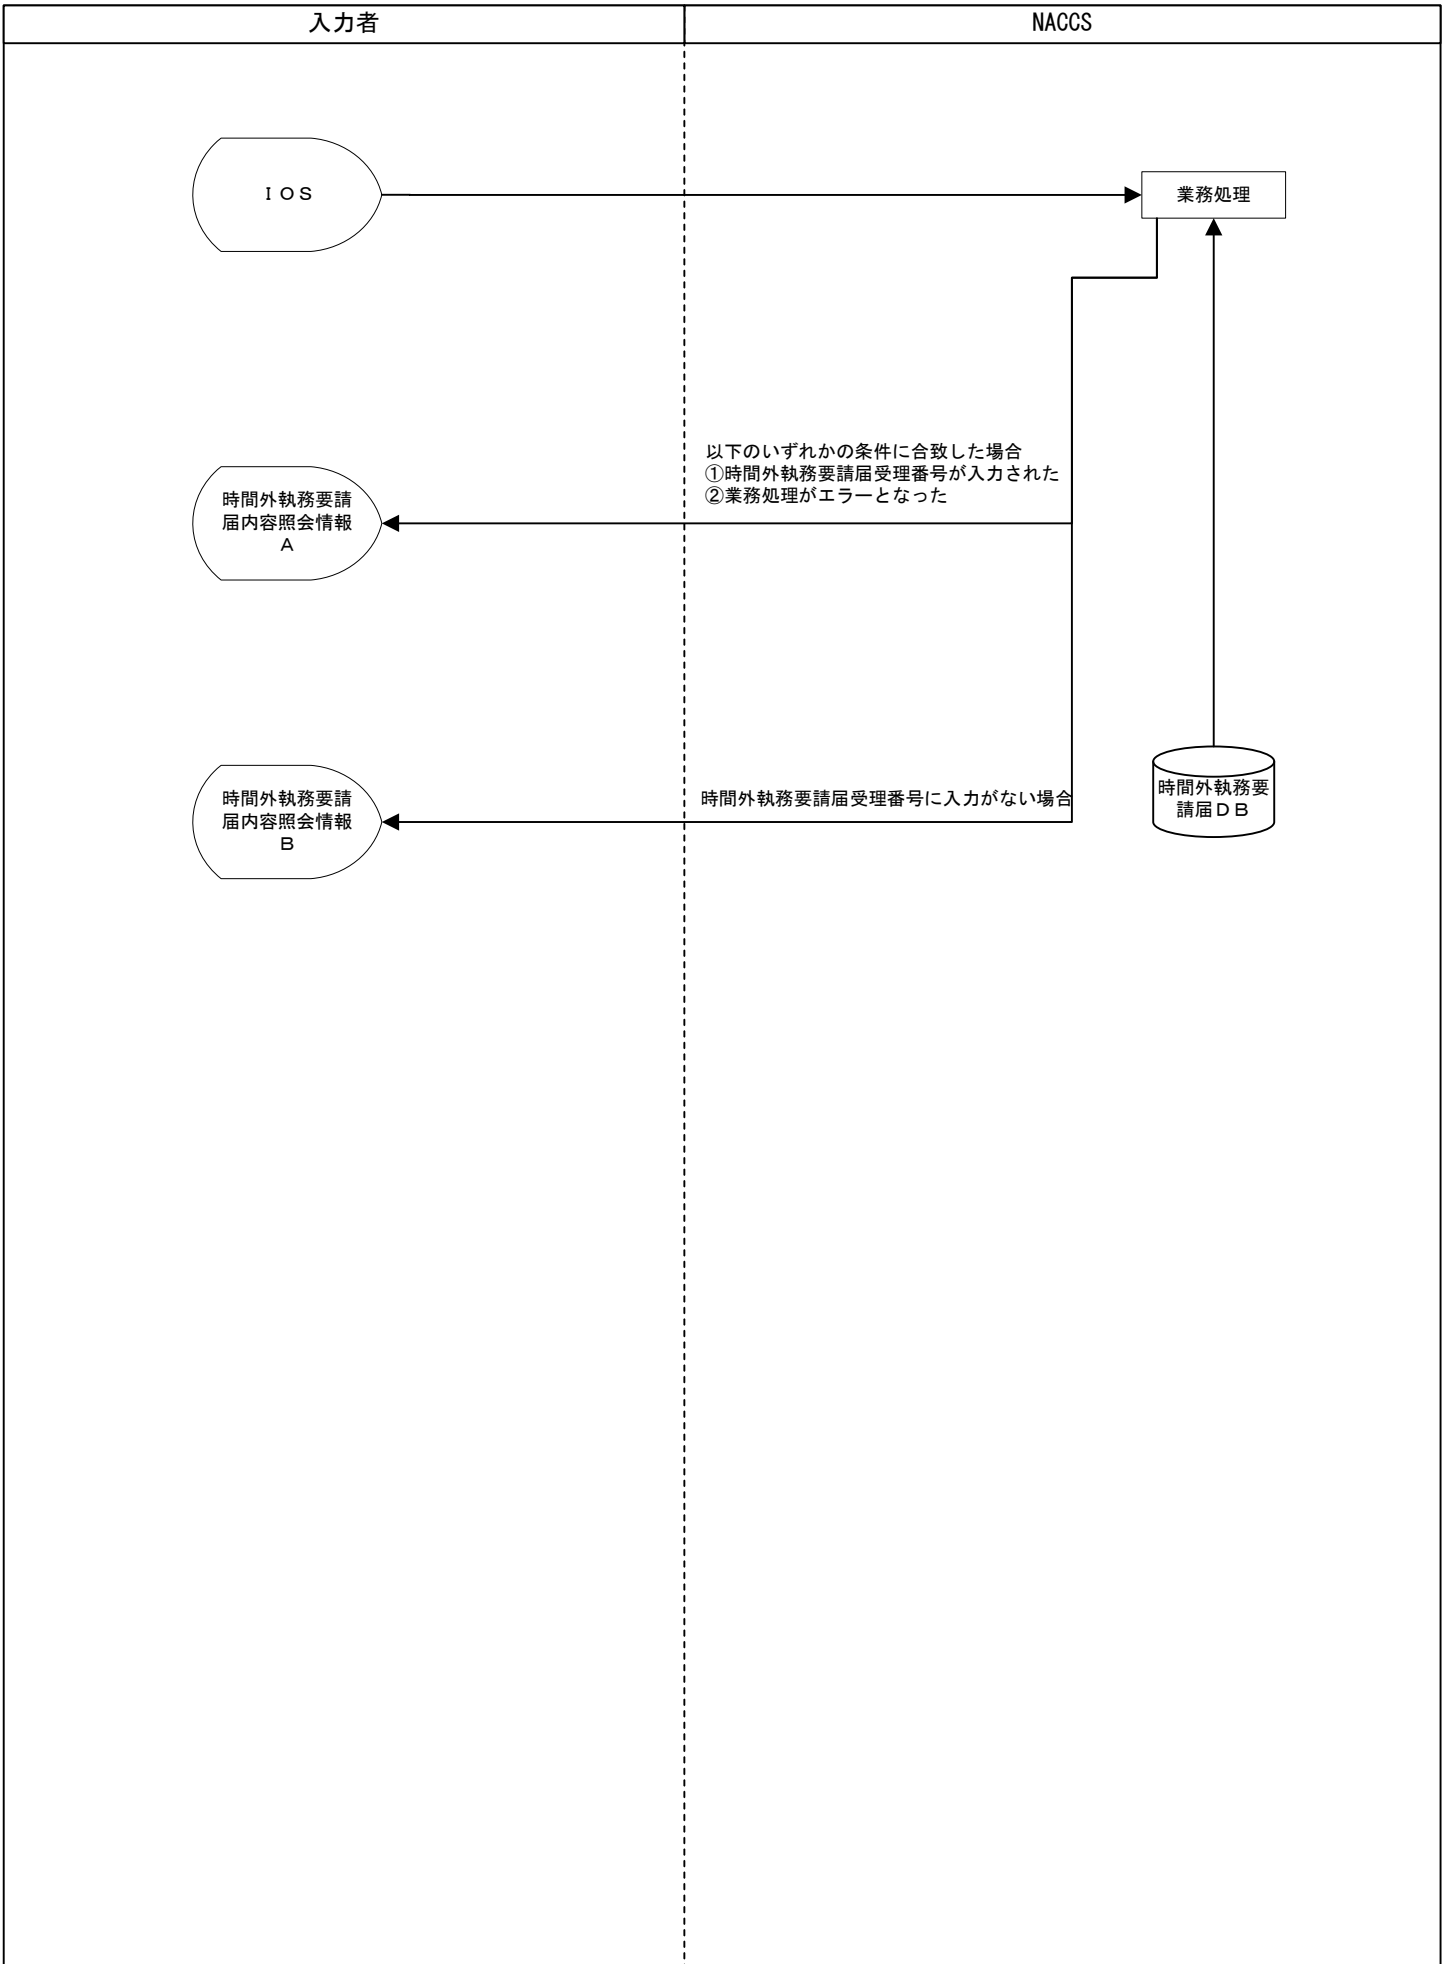 入力者
NACCS
ＩＯＳ
業務処理
以下のいずれかの条件に合致した場合
①時間外執務要請届受理番号が入力された
②業務処理がエラーとなった
時間外執務要請
届内容照会情報
Ａ
時間外執務要請届受理番号に入力がない場合
時間外執務要請
届内容照会情報
Ｂ
時間外執務要
請届ＤＢ